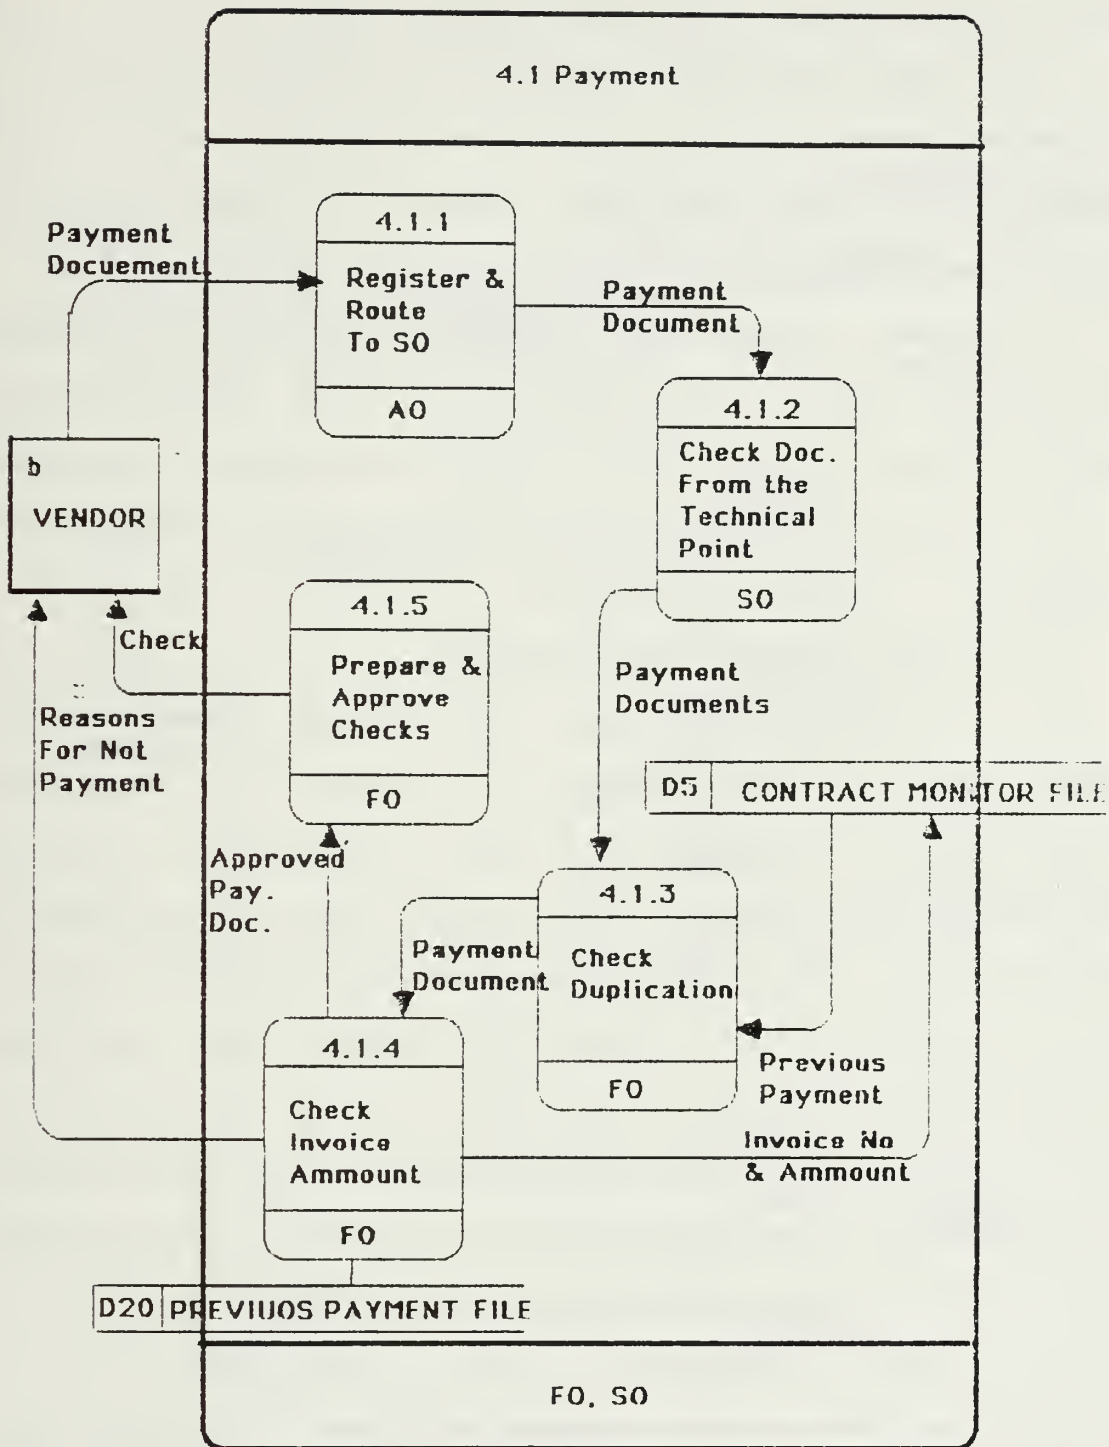 4.1 Payment
4.1.1
Register &
Route
To SO
AO
Payment
Docuement
Payment
Document
4.1.2
Check Doc.
From the
Technical
Point
SO
b
VENDOR
4.1.5
Prepare &
Approve
Checks
FO
Check
Reasons
For Not
Payment
Payment
Documents
D5 CONTRACT MONITOR FILE
Approved
Pay.
Doc.
4.1.3
Check
Duplication
FO
Payment
Document
4.1.4
Check
Invoice
Ammount
FO
Previous
Payment
Invoice No
& Ammount
D20 PREVIUOS PAYMENT FILE
FO, SO